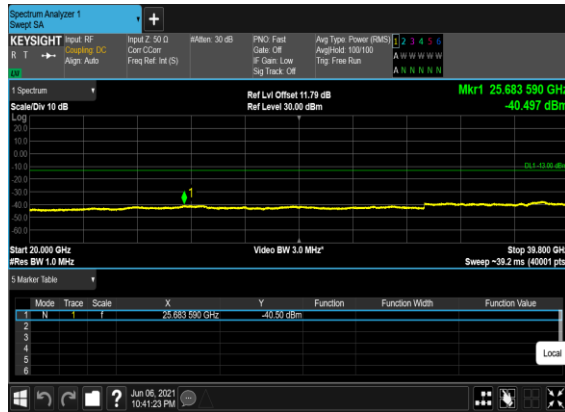 Spectrum Analyzer 1
Swept SA
+
KEYSIGHT Input: RF Input Z: 50 Ω #Atten: 30 dB PNO: Fast Avg Type: Power (RMS) 1 2 3 4 5 6
R T Coupling: DC Corr CCorr Gate: Off Avg|Hold: 100/100 A W W W W W
Align: Auto Freq Ref: Int (S) IF Gain: Low Trig: Free Run
LU Sig Track: Off A N N N N N
1 Spectrum Ref Lvl Offset 11.79 dB Mkr1 25.683 590 GHz
Scale/Div 10 dB Ref Level 30.00 dBm -40.497 dBm
Log
20.0
10.0
0.00
-10.0 DL1 -13.00 dBm
-20.0
-30.0
1
-40.0
-50.0
-60.0
Start 20.000 GHz Video BW 3.0 MHz* Stop 39.800 GHz
#Res BW 1.0 MHz Sweep ~39.2 ms (40001 pts)
5 Marker Table
Mode Trace Scale X Y Function Function Width Function Value
1 N 1 f 25.683 590 GHz -40.50 dBm
2
3
4
5
6
Local
? Jun 06, 2021
10:41:23 PM